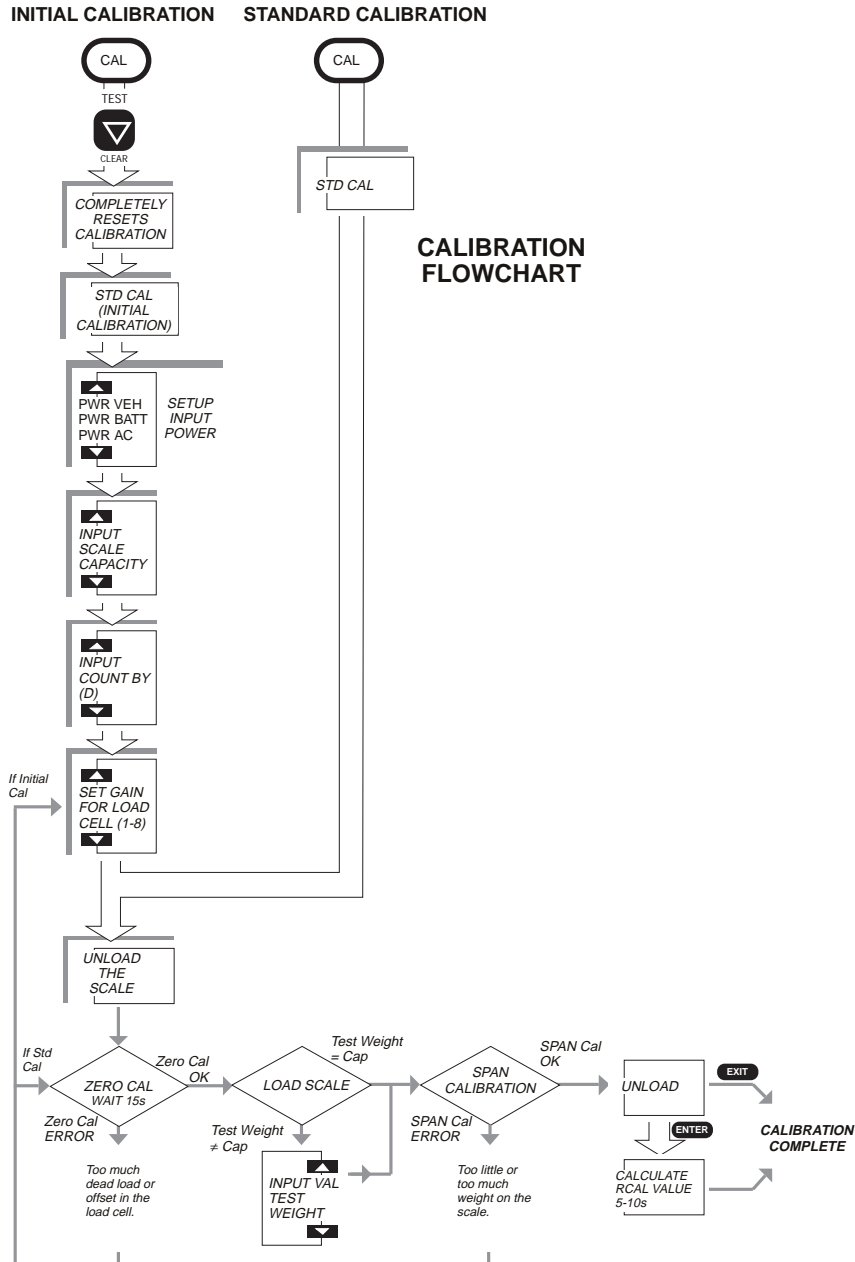 INITIAL CALIBRATION
STANDARD CALIBRATION
CAL
CAL
TEST
CLEAR
STD CAL
COMPLETELY
RESETS
CALIBRATION
CALIBRATION
FLOWCHART
STD CAL
(INITIAL
CALIBRATION)
PWR VEH
PWR BATT
PWR AC
SETUP
INPUT
POWER
INPUT
SCALE
CAPACITY
INPUT
COUNT BY
(D)
If Initial
Cal
SET GAIN
FOR LOAD
CELL (1-8)
UNLOAD
THE
SCALE
If Std
Cal
ZERO CAL
WAIT 15s
Zero Cal
OK
Zero Cal
ERROR
Too much
dead load or
offset in the
load cell.
LOAD SCALE
Test Weight
= Cap
Test Weight
≠ Cap
INPUT VAL
TEST
WEIGHT
SPAN
CALIBRATION
SPAN Cal
OK
SPAN Cal
ERROR
Too little or
too much
weight on the
scale.
UNLOAD
EXIT
ENTER
CALCULATE
RCAL VALUE
5-10s
CALIBRATION
COMPLETE